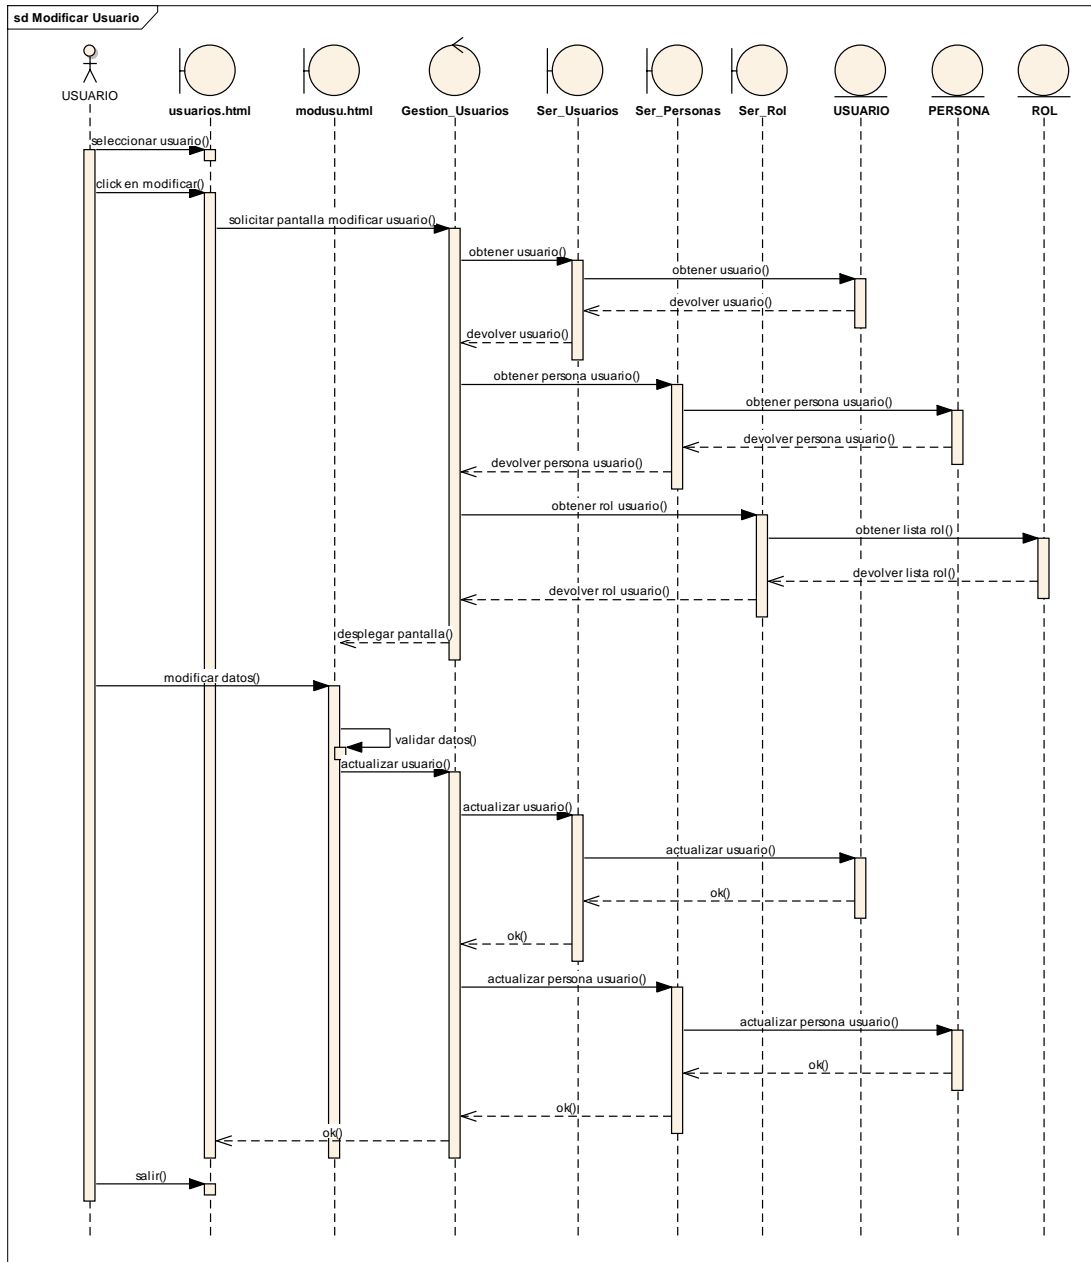 sd Modificar Usuario
USUARIO
usuarios.html
modusu.html
Gestion_Usuarios
Ser_Usuarios
Ser_Personas
Ser_Rol
USUARIO
PERSONA
ROL
seleccionar usuario()
click en modificar()
solicitar pantalla modificar usuario()
obtener usuario()
obtener usuario()
devolver usuario()
devolver usuario()
obtener persona usuario()
obtener persona usuario()
devolver persona usuario()
devolver persona usuario()
obtener rol usuario()
obtener lista rol()
devolver lista rol()
devolver rol usuario()
desplegar pantalla()
modificar datos()
validar datos()
actualizar usuario()
actualizar usuario()
actualizar usuario()
ok()
ok()
actualizar persona usuario()
actualizar persona usuario()
ok()
ok()
ok()
salir()